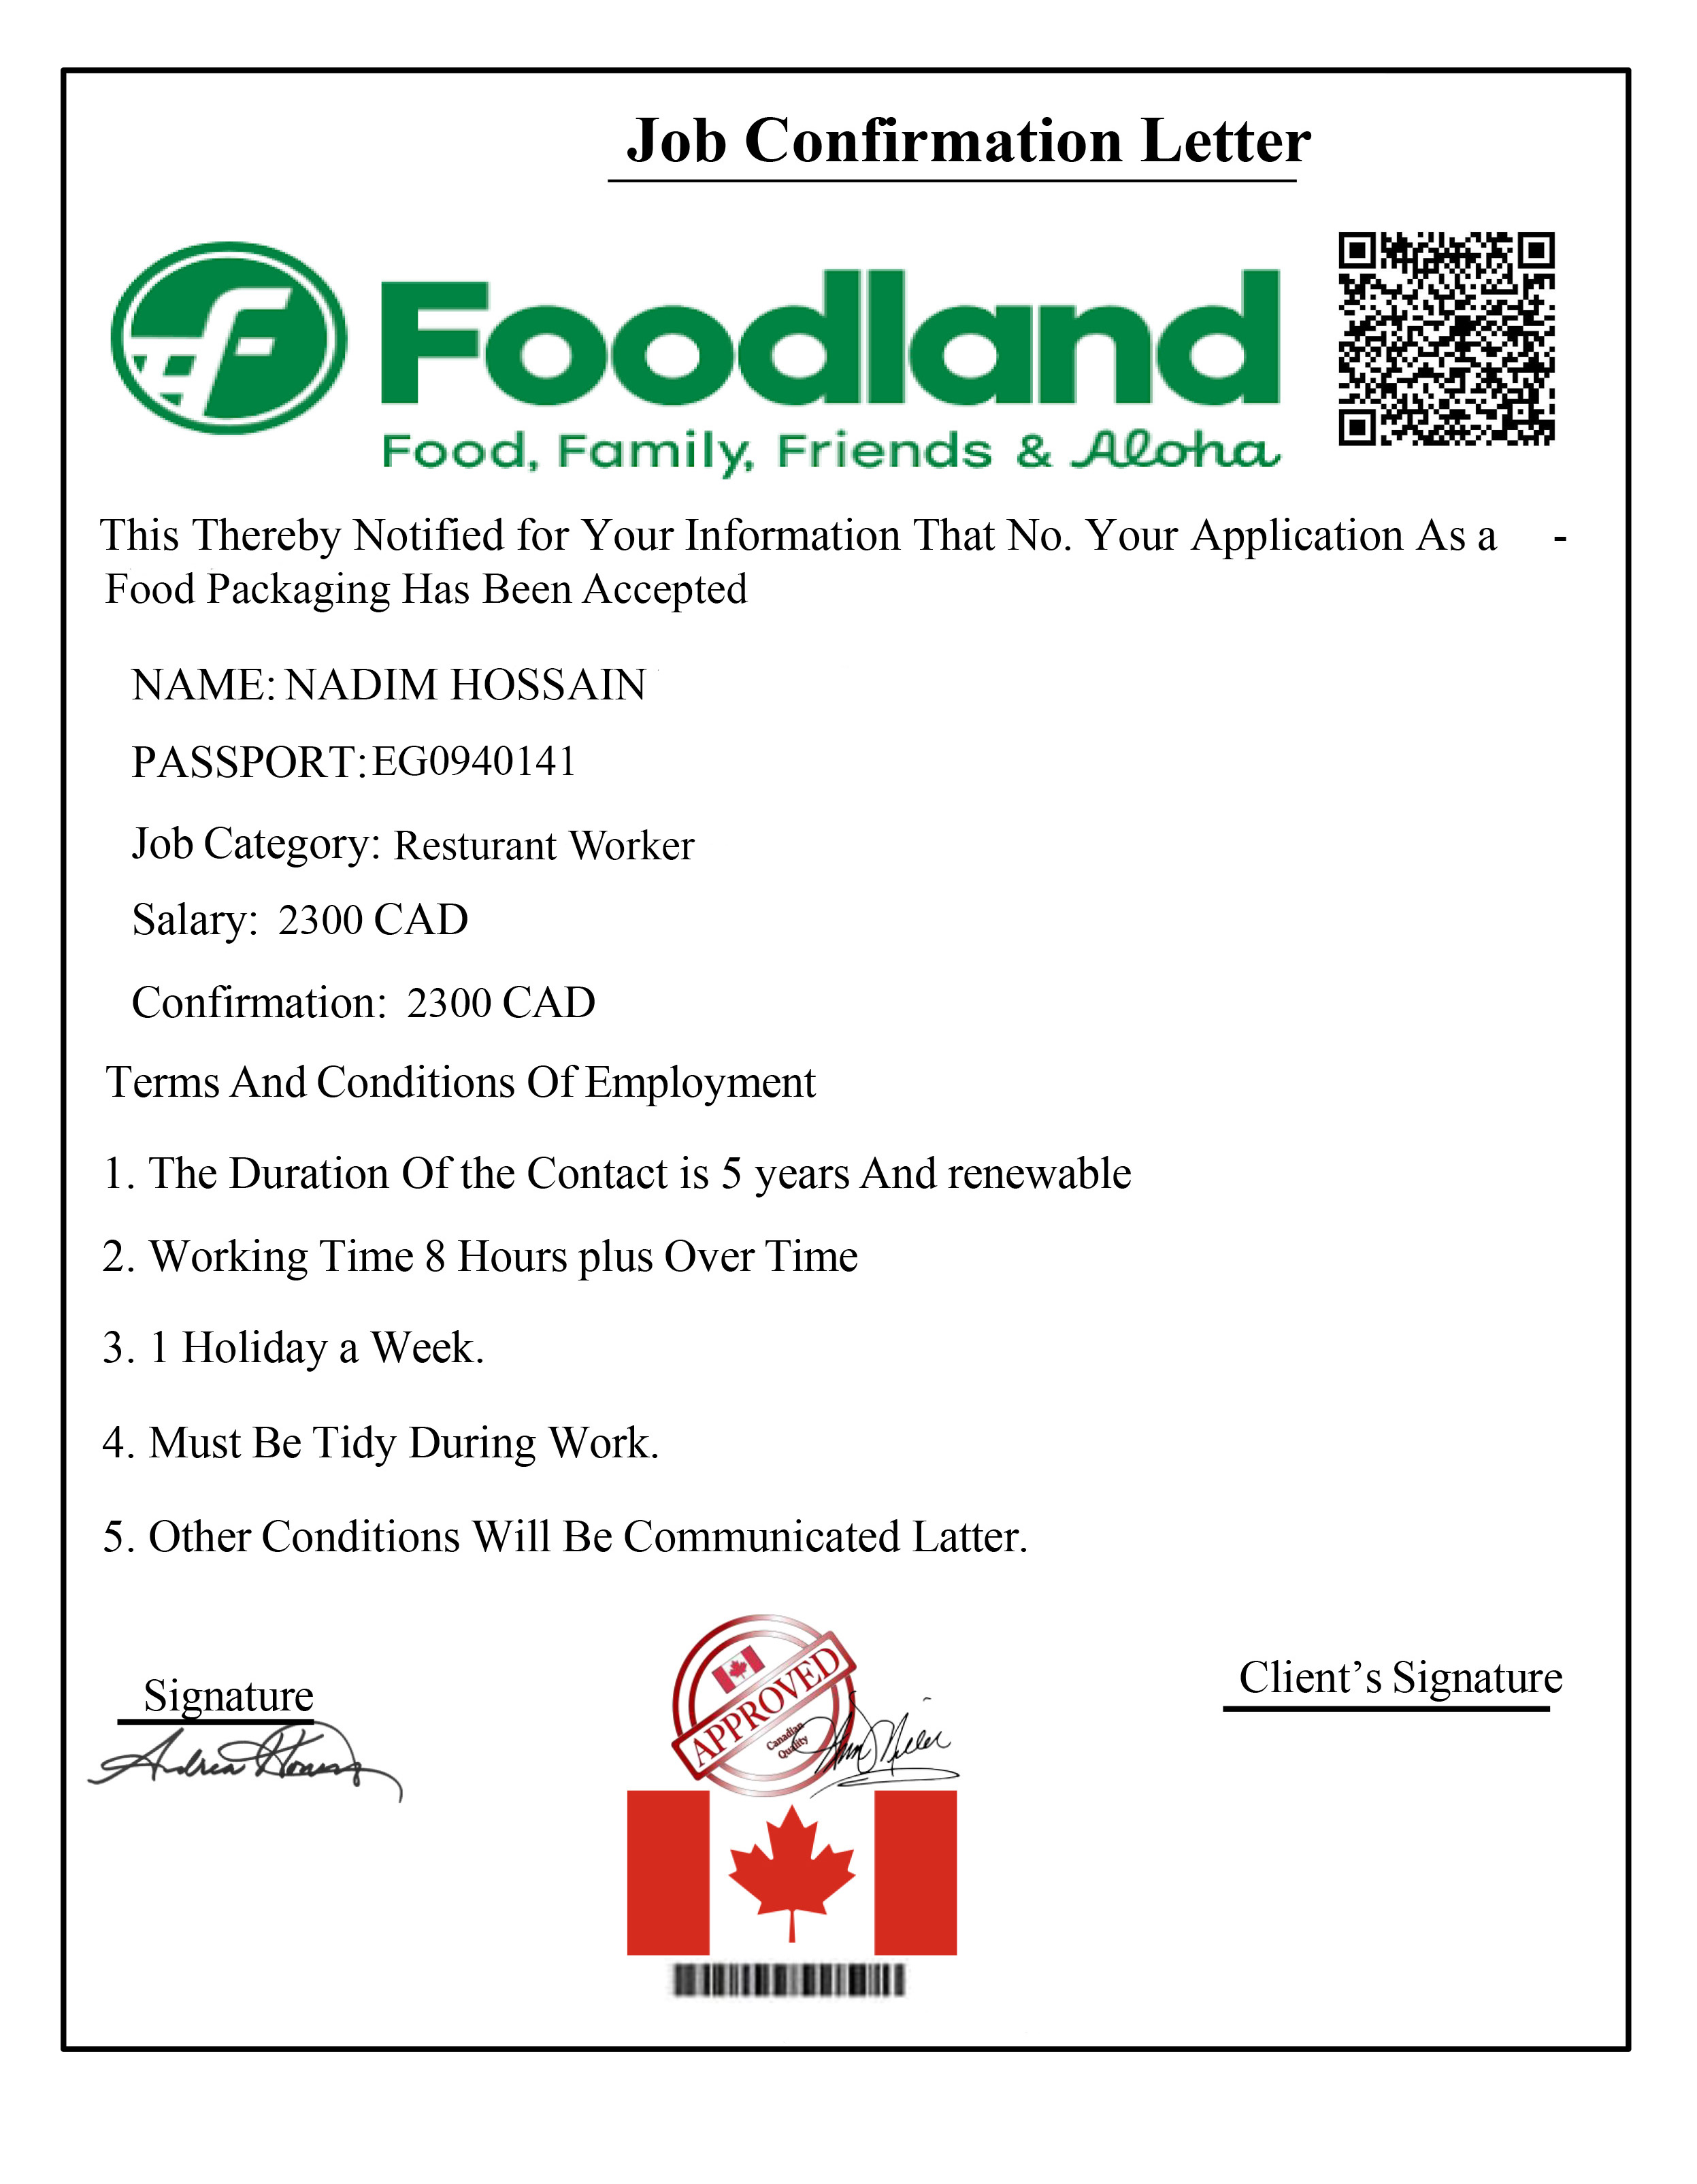 Job Confirmation Letter
Foodland
Food, Family, Friends & Aloha
This Thereby Notified for Your Information That No. Your Application As a -
Food Packaging Has Been Accepted
NAME: NADIM HOSSAIN
PASSPORT: EG0940141
Job Category: Resturant Worker
Salary: 2300 CAD
Confirmation: 2300 CAD
Terms And Conditions Of Employment
1. The Duration Of the Contact is 5 years And renewable
2. Working Time 8 Hours plus Over Time
3. 1 Holiday a Week.
4. Must Be Tidy During Work.
5. Other Conditions Will Be Communicated Latter.
Signature
APPROVED
Canadian
Quality
Client’s Signature